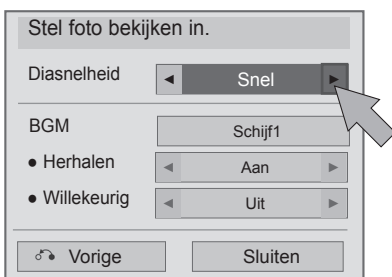 Stel foto bekijken in.
Diasnelheid ◄ Snel ►
BGM Schijf1
● Herhalen ◄ Aan ►
● Willekeurig ◄ Uit ►
Vorige Sluiten